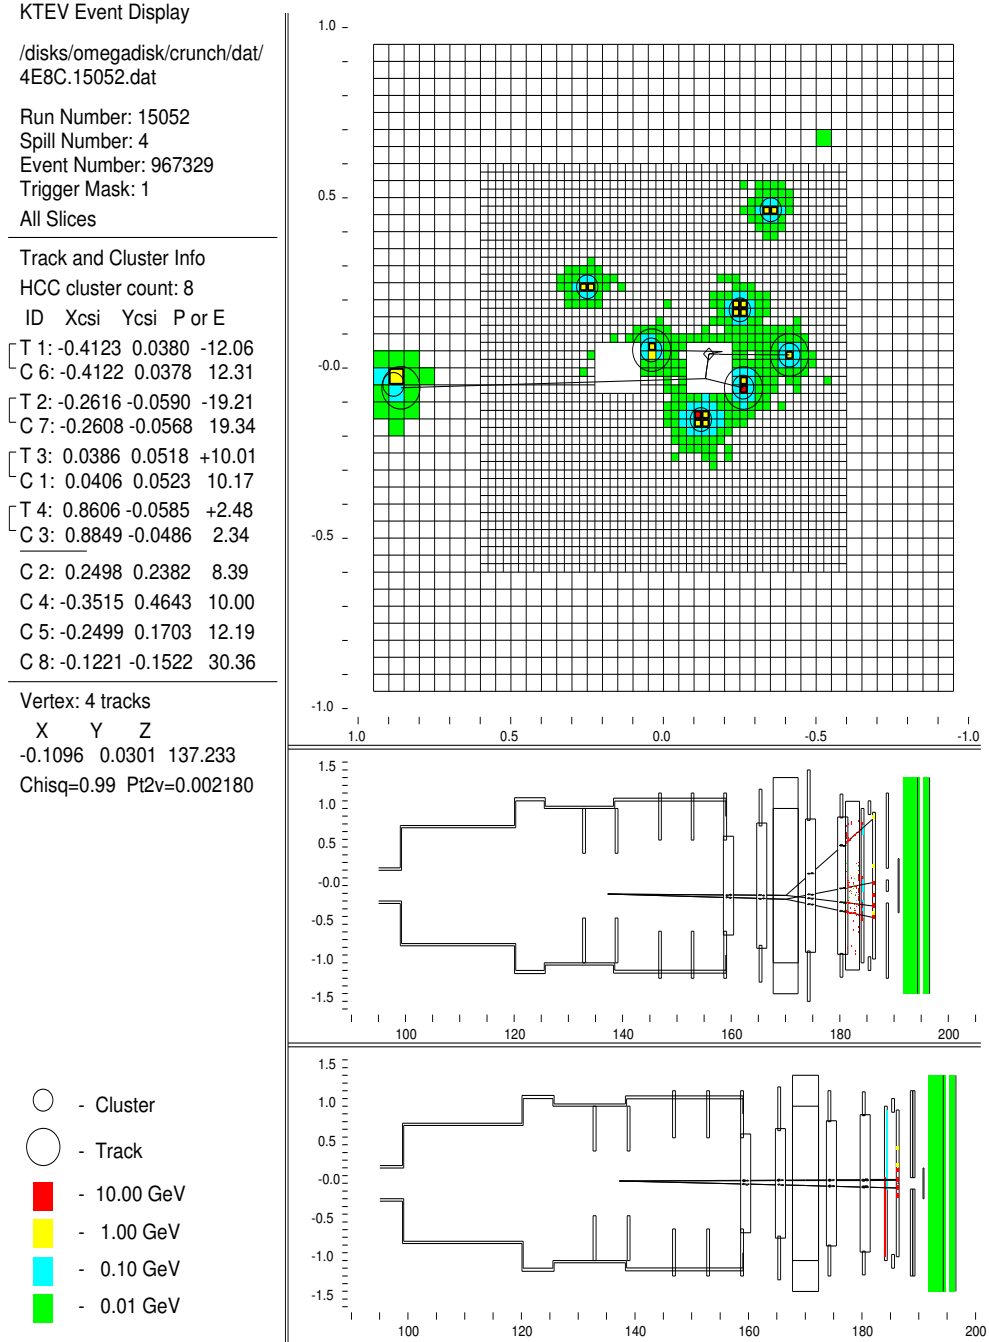 KTEV Event Display
/disks/omegadisk/crunch/dat/
4E8C.15052.dat
Run Number: 15052
Spill Number: 4
Event Number: 967329
Trigger Mask: 1
All Slices
Track and Cluster Info
HCC cluster count: 8
ID Xcsi Ycsi P or E
T 1: -0.4123 0.0380 -12.06
C 6: -0.4122 0.0378 12.31
T 2: -0.2616 -0.0590 -19.21
C 7: -0.2608 -0.0568 19.34
T 3: 0.0386 0.0518 +10.01
C 1: 0.0406 0.0523 10.17
T 4: 0.8606 -0.0585 +2.48
C 3: 0.8849 -0.0486 2.34
C 2: 0.2498 0.2382 8.39
C 4: -0.3515 0.4643 10.00
C 5: -0.2499 0.1703 12.19
C 8: -0.1221 -0.1522 30.36
Vertex: 4 tracks
X Y Z
-0.1096 0.0301 137.233
Chisq=0.99 Pt2v=0.002180
- Cluster
- Track
- 10.00 GeV
- 1.00 GeV
- 0.10 GeV
- 0.01 GeV
1.0
0.5
-0.0
-0.5
-1.0
1.0 0.5 0.0 -0.5 -1.0
1.5
1.0
0.5
-0.0
-0.5
-1.0
-1.5
100 120 140 160 180 200
1.5
1.0
0.5
-0.0
-0.5
-1.0
-1.5
100 120 140 160 180 200